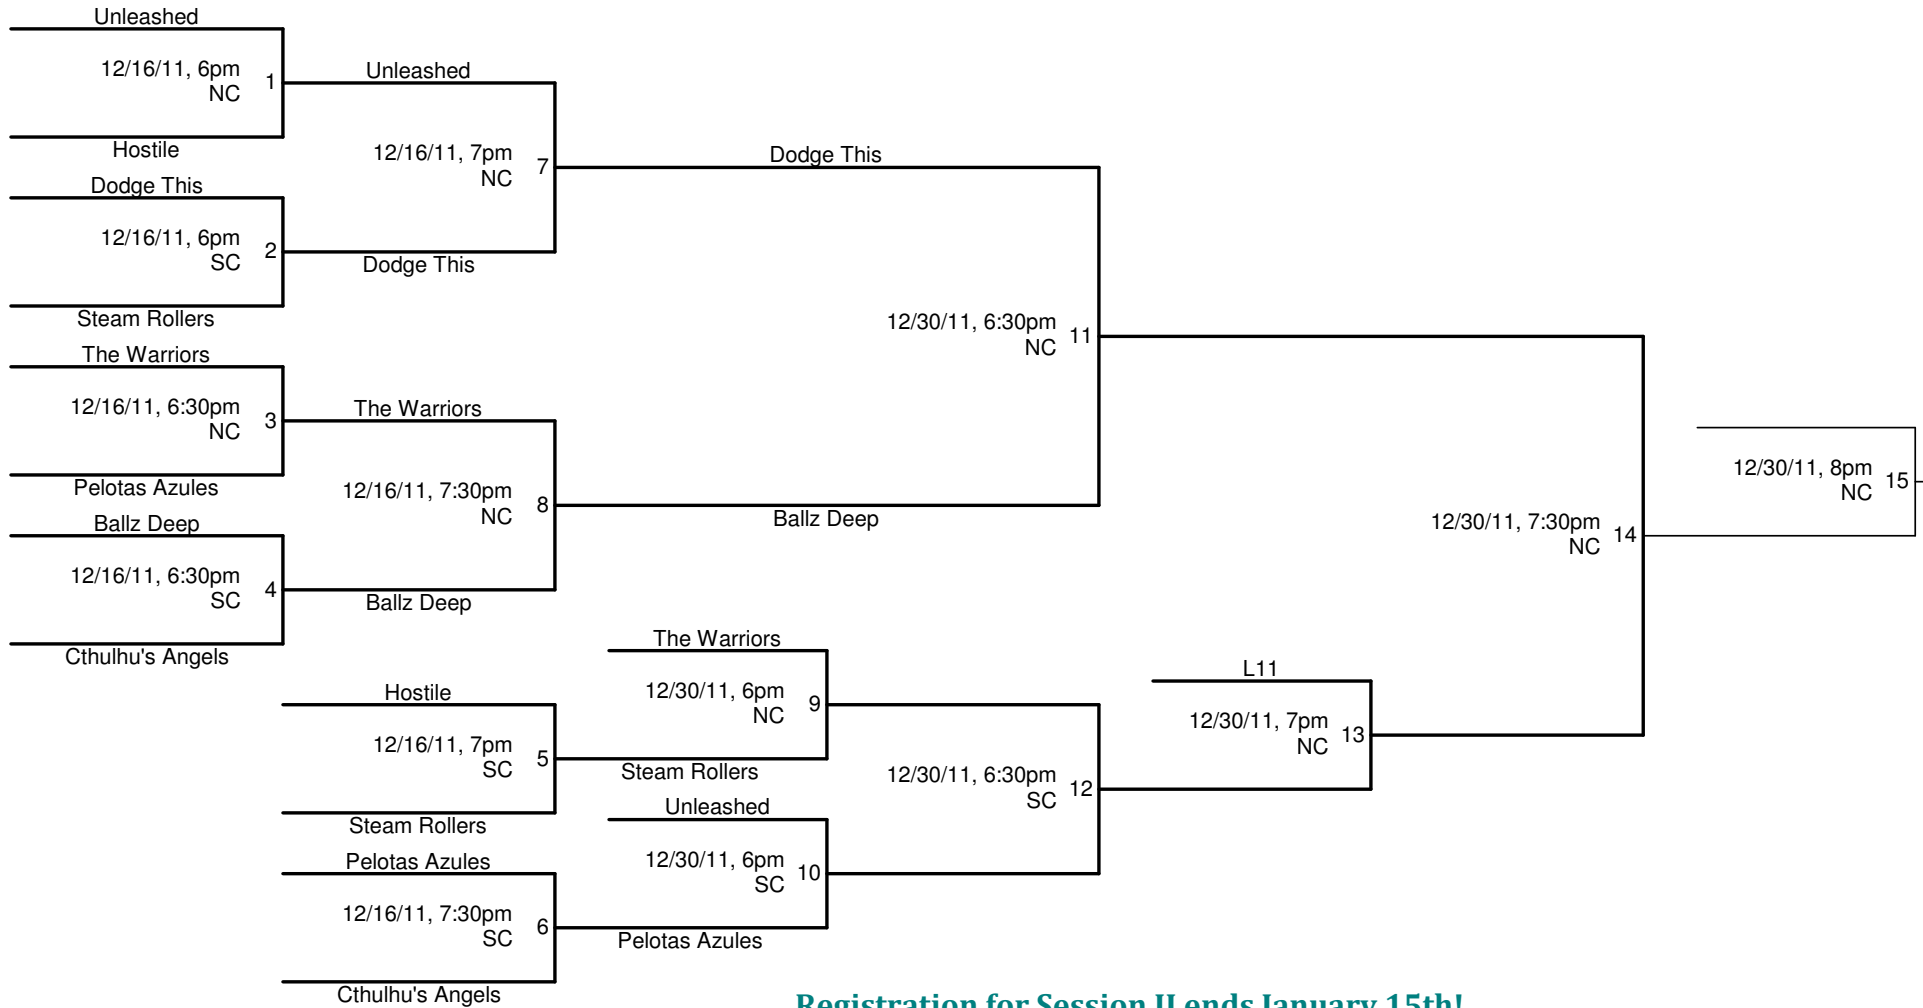 Unleashed
12/16/11, 6pm
NC
1
Hostile
Dodge This
12/16/11, 6pm
SC
2
Steam Rollers
The Warriors
12/16/11, 6:30pm
NC
3
Pelotas Azules
Ballz Deep
12/16/11, 6:30pm
SC
4
Cthulhu's Angels
Unleashed
12/16/11, 7pm
NC
7
Dodge This
The Warriors
12/16/11, 7:30pm
NC
8
Ballz Deep
Hostile
12/16/11, 7pm
SC
5
Steam Rollers
Pelotas Azules
12/16/11, 7:30pm
SC
6
Cthulhu's Angels
The Warriors
12/30/11, 6pm
NC
9
Steam Rollers
Unleashed
12/30/11, 6pm
SC
10
Pelotas Azules
Dodge This
12/30/11, 6:30pm
NC
11
Ballz Deep
12/30/11, 6:30pm
SC
12
L11
12/30/11, 7pm
NC
13
12/30/11, 7:30pm
NC
14
12/30/11, 8pm
NC
15
Registration for Session II ends January 15th!